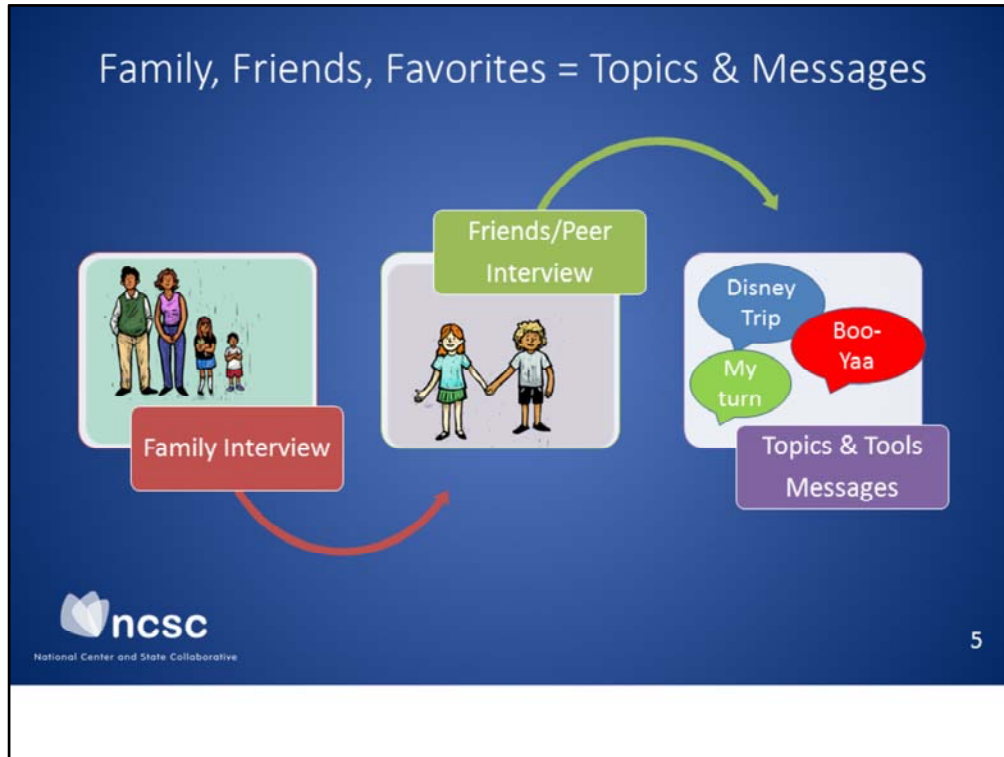 Family, Friends, Favorites = Topics & Messages
Family Interview
Friends/Peer
Interview
Disney
Trip
Boo-
Yaa
My
turn
Topics & Tools
Messages
ncsc
National Center and State Collaborative
5